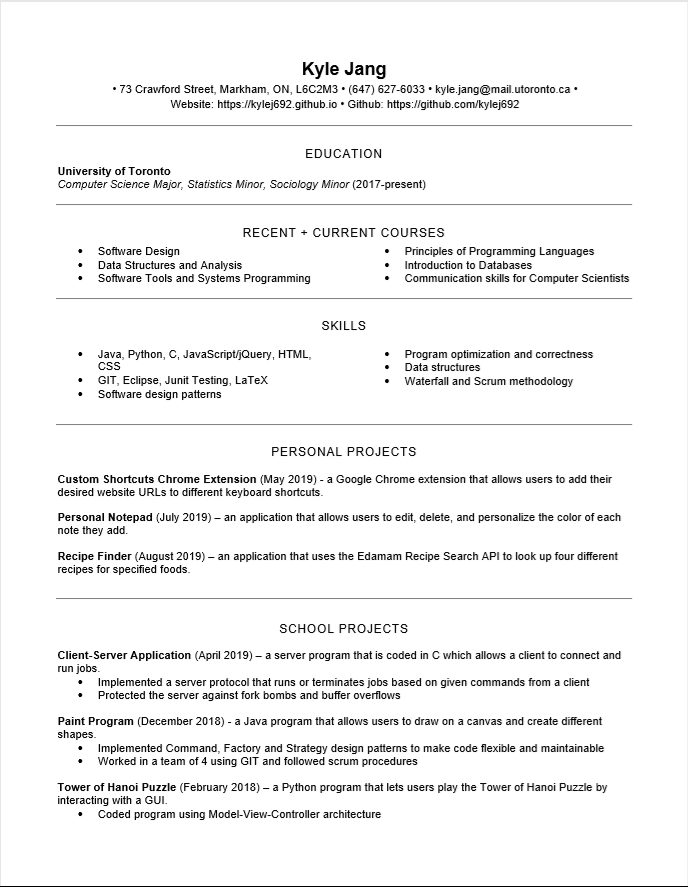 Kyle Jang
• 73 Crawford Street, Markham, ON, L6C2M3 • (647) 627-6033 • kyle.jang@mail.utoronto.ca •
Website: https://kylej692.github.io • Github: https://github.com/kylej692
EDUCATION
University of Toronto
Computer Science Major, Statistics Minor, Sociology Minor (2017-present)
RECENT + CURRENT COURSES
• Software Design
• Data Structures and Analysis
• Software Tools and Systems Programming
• Principles of Programming Languages
• Introduction to Databases
• Communication skills for Computer Scientists
SKILLS
• Java, Python, C, JavaScript/jQuery, HTML,
CSS
• GIT, Eclipse, Junit Testing, LaTeX
• Software design patterns
• Program optimization and correctness
• Data structures
• Waterfall and Scrum methodology
PERSONAL PROJECTS
Custom Shortcuts Chrome Extension (May 2019) - a Google Chrome extension that allows users to add their
desired website URLs to different keyboard shortcuts.
Personal Notepad (July 2019) – an application that allows users to edit, delete, and personalize the color of each
note they add.
Recipe Finder (August 2019) – an application that uses the Edamam Recipe Search API to look up four different
recipes for specified foods.
SCHOOL PROJECTS
Client-Server Application (April 2019) – a server program that is coded in C which allows a client to connect and
run jobs.
• Implemented a server protocol that runs or terminates jobs based on given commands from a client
• Protected the server against fork bombs and buffer overflows
Paint Program (December 2018) - a Java program that allows users to draw on a canvas and create different
shapes.
• Implemented Command, Factory and Strategy design patterns to make code flexible and maintainable
• Worked in a team of 4 using GIT and followed scrum procedures
Tower of Hanoi Puzzle (February 2018) – a Python program that lets users play the Tower of Hanoi Puzzle by
interacting with a GUI.
• Coded program using Model-View-Controller architecture